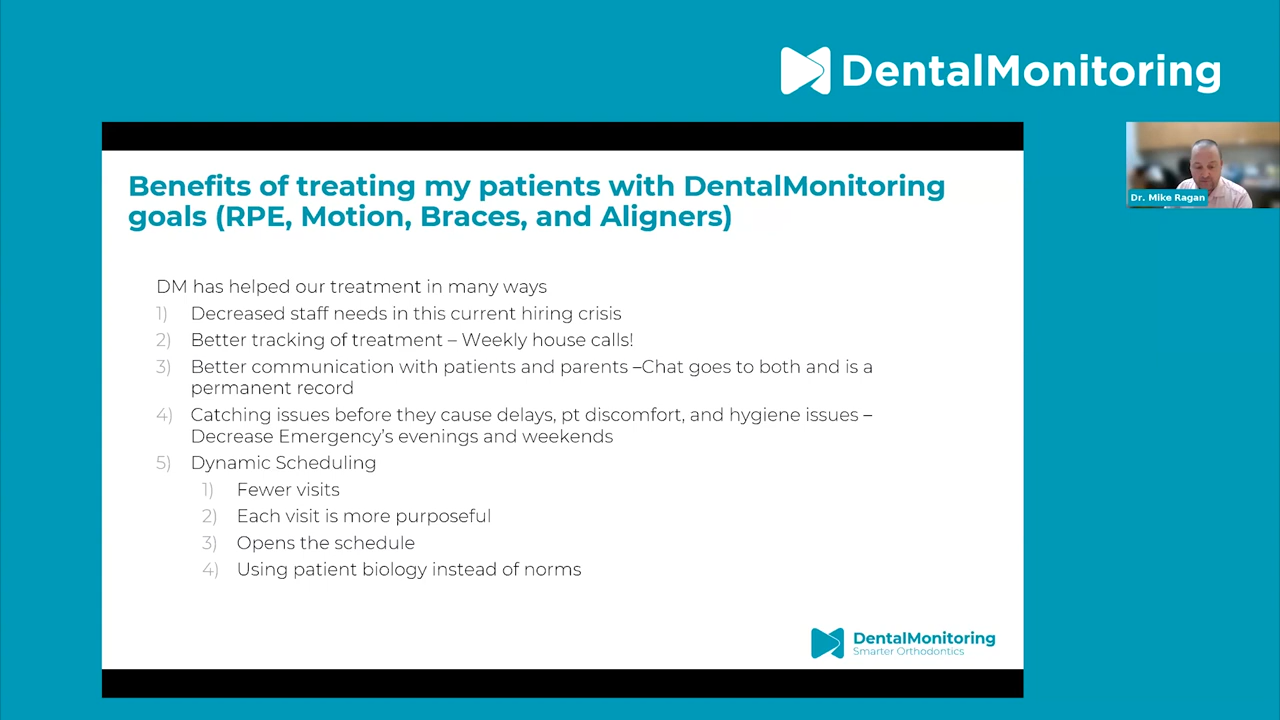 DentalMonitoring
Benefits of treating my patients with DentalMonitoring
goals (RPE, Motion, Braces, and Aligners)
Dr. Mike Ragan
DM has helped our treatment in many ways
1) Decreased staff needs in this current hiring crisis
2) Better tracking of treatment – Weekly house calls!
3) Better communication with patients and parents –Chat goes to both and is a
permanent record
4) Catching issues before they cause delays, pt discomfort, and hygiene issues –
Decrease Emergency’s evenings and weekends
5) Dynamic Scheduling
1) Fewer visits
2) Each visit is more purposeful
3) Opens the schedule
4) Using patient biology instead of norms
DentalMonitoring
Smarter Orthodontics